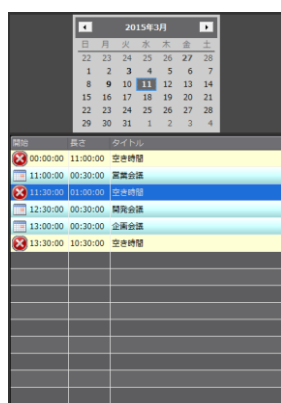 2015年3月
日 月 火 水 木 金 土
22 23 24 25 26 27 28
1 2 3 4 5 6 7
8 9 10 11 12 13 14
15 16 17 18 19 20 21
22 23 24 25 26 27 28
29 30 31 1 2 3 4
開始 長さ タイトル
00:00:00 11:00:00 空き時間
11:00:00 00:30:00 営業会議
11:30:00 01:00:00 空き時間
12:30:00 00:30:00 開発会議
13:00:00 00:30:00 企画会議
13:30:00 10:30:00 空き時間